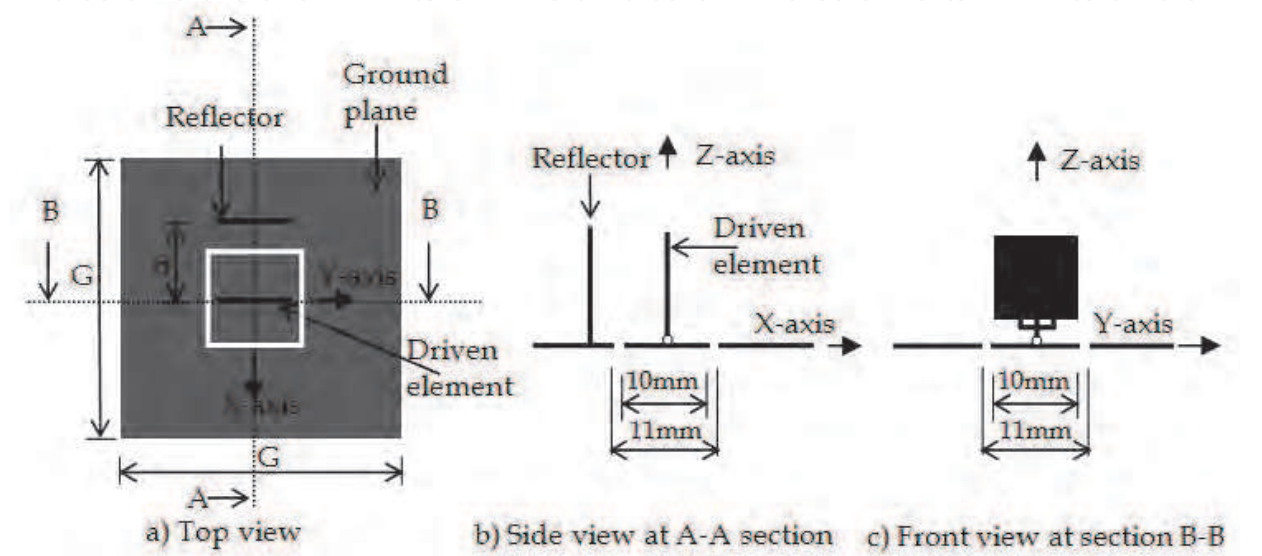 A
Ground
plane
Reflector
B
B
G
Y-axis
Driven
element
X-axis
G
A
a) Top view
Reflector
Z-axis
Driven
element
X-axis
10mm
11mm
b) Side view at A-A section
Z-axis
Y-axis
10mm
11mm
c) Front view at section B-B